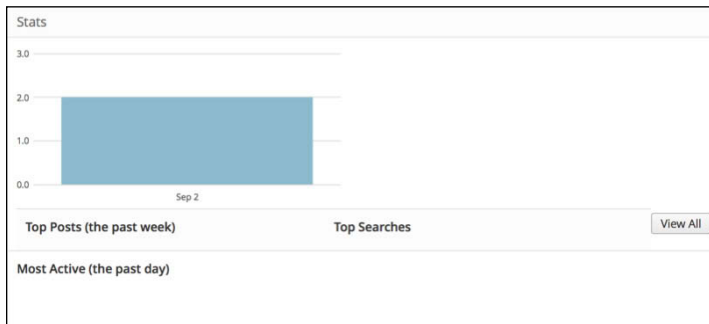 Stats
3.0
2.0
1.0
0.0
Sep 2
Top Posts (the past week) Top Searches View All
Most Active (the past day)